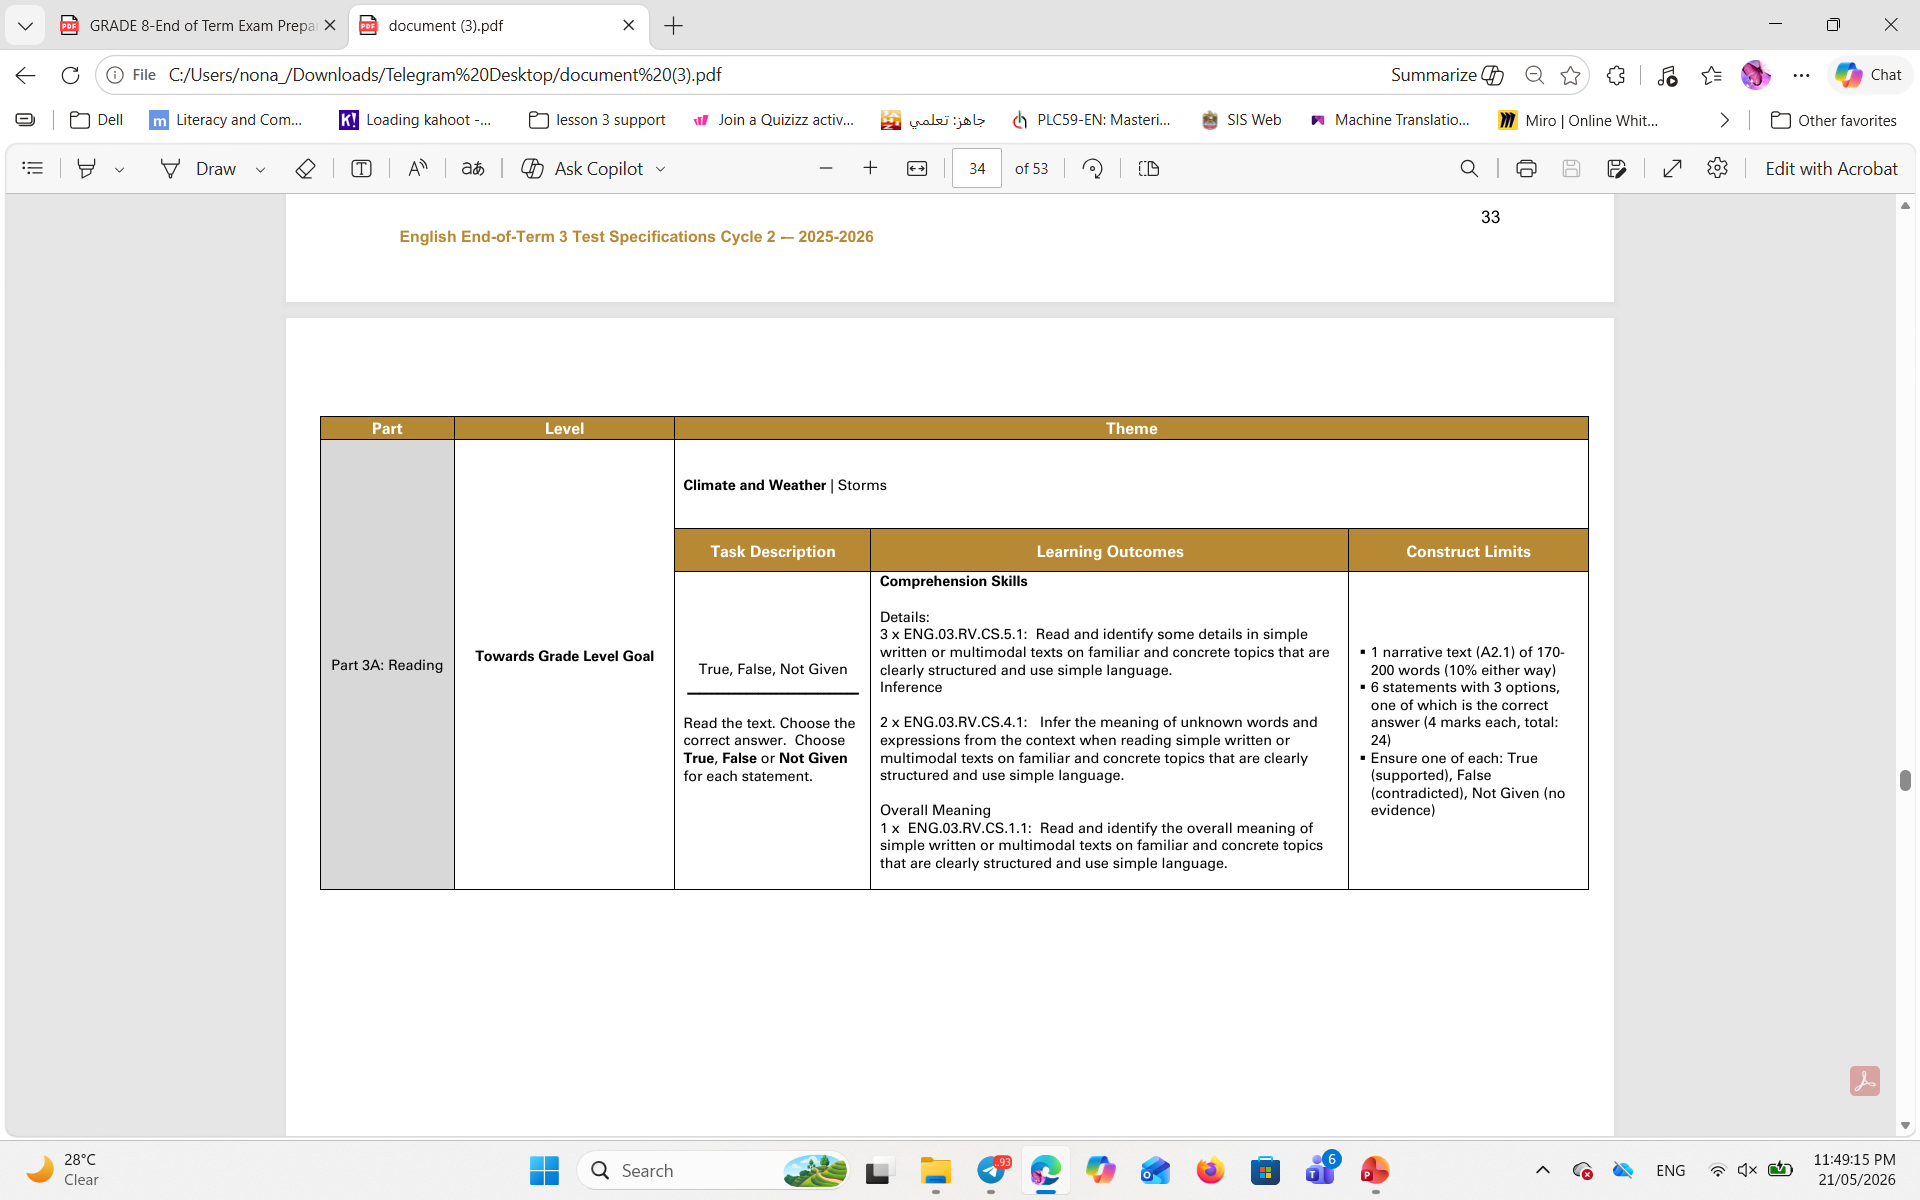 GRADE 8-End of Term Exam Prepa
document (3).pdf
File C:/Users/nona_/Downloads/Telegram%20Desktop/document%20(3).pdf
Summarize
Chat
Dell
Literacy and Com...
Loading kahoot -...
lesson 3 support
Join a Quizizz activ...
جاهز: تعلمي
PLC59-EN: Masteri...
SIS Web
Machine Translatio...
Miro | Online Whit...
Other favorites
Draw
Ask Copilot
34 of 53
Edit with Acrobat
33
English End-of-Term 3 Test Specifications Cycle 2 — 2025-2026
Part
Level
Theme
Part 3A: Reading
Towards Grade Level Goal
Climate and Weather | Storms
Task Description
Learning Outcomes
Construct Limits
True, False, Not Given
Read the text. Choose the
correct answer. Choose
True, False or Not Given
for each statement.
Comprehension Skills
Details:
3 x ENG.03.RV.CS.5.1: Read and identify some details in simple
written or multimodal texts on familiar and concrete topics that are
clearly structured and use simple language.
Inference
2 x ENG.03.RV.CS.4.1: Infer the meaning of unknown words and
expressions from the context when reading simple written or
multimodal texts on familiar and concrete topics that are clearly
structured and use simple language.
Overall Meaning
1 x ENG.03.RV.CS.1.1: Read and identify the overall meaning of
simple written or multimodal texts on familiar and concrete topics
that are clearly structured and use simple language.
▪ 1 narrative text (A2.1) of 170-
200 words (10% either way)
▪ 6 statements with 3 options,
one of which is the correct
answer (4 marks each, total:
24)
▪ Ensure one of each: True
(supported), False
(contradicted), Not Given (no
evidence)
28°C
Clear
Search
93
6
ENG
11:49:15 PM
21/05/2026